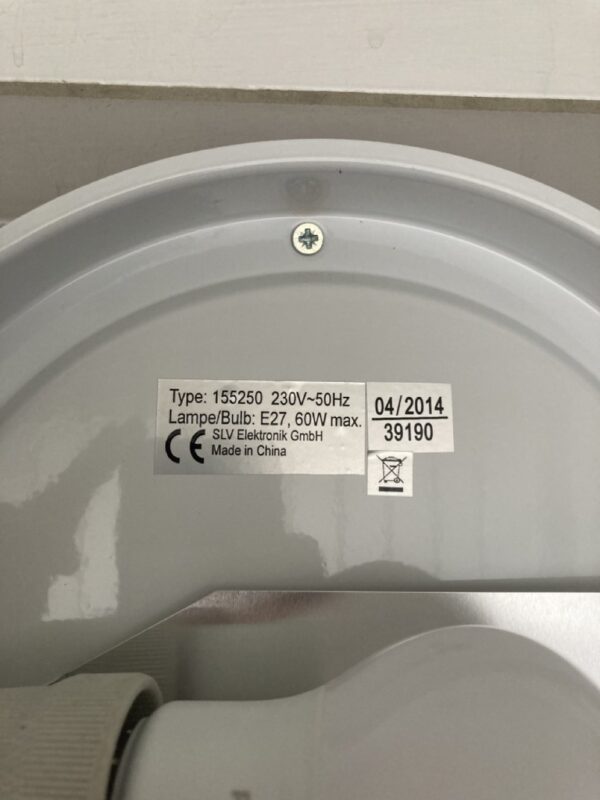 Type: 155250 230V~50Hz
Lampe/Bulb: E27, 60W max.
CE SLV Elektronik GmbH
Made in China
04/2014
39190